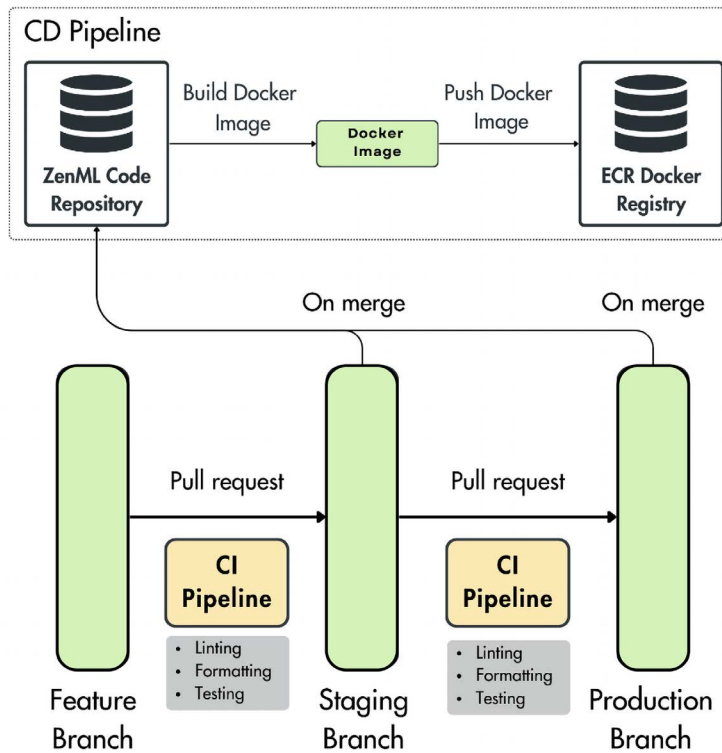 CD Pipeline
ZenML Code
Repository
Build Docker
Image
Docker
Image
Push Docker
Image
ECR Docker
Registry
On merge
On merge
Pull request
Pull request
CI
Pipeline
• Linting
• Formatting
• Testing
CI
Pipeline
• Linting
• Formatting
• Testing
Feature
Branch
Staging
Branch
Production
Branch